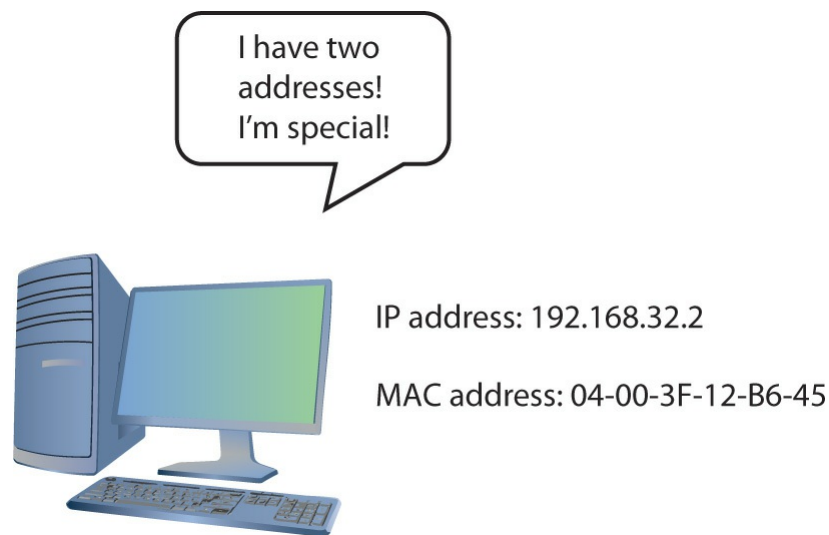 I have two
addresses!
I’m special!
IP address: 192.168.32.2
MAC address: 04-00-3F-12-B6-45